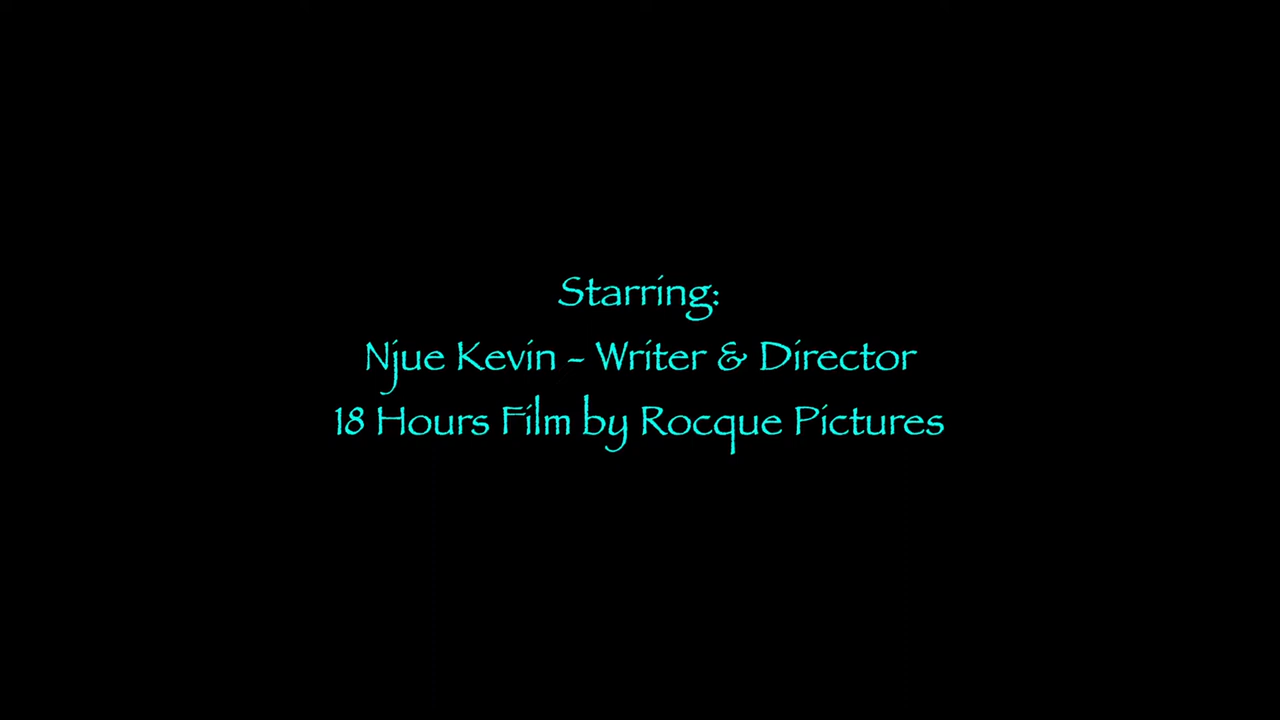 Starring:
Njue Kevin - Writer & Director
18 Hours Film by Rocque Pictures